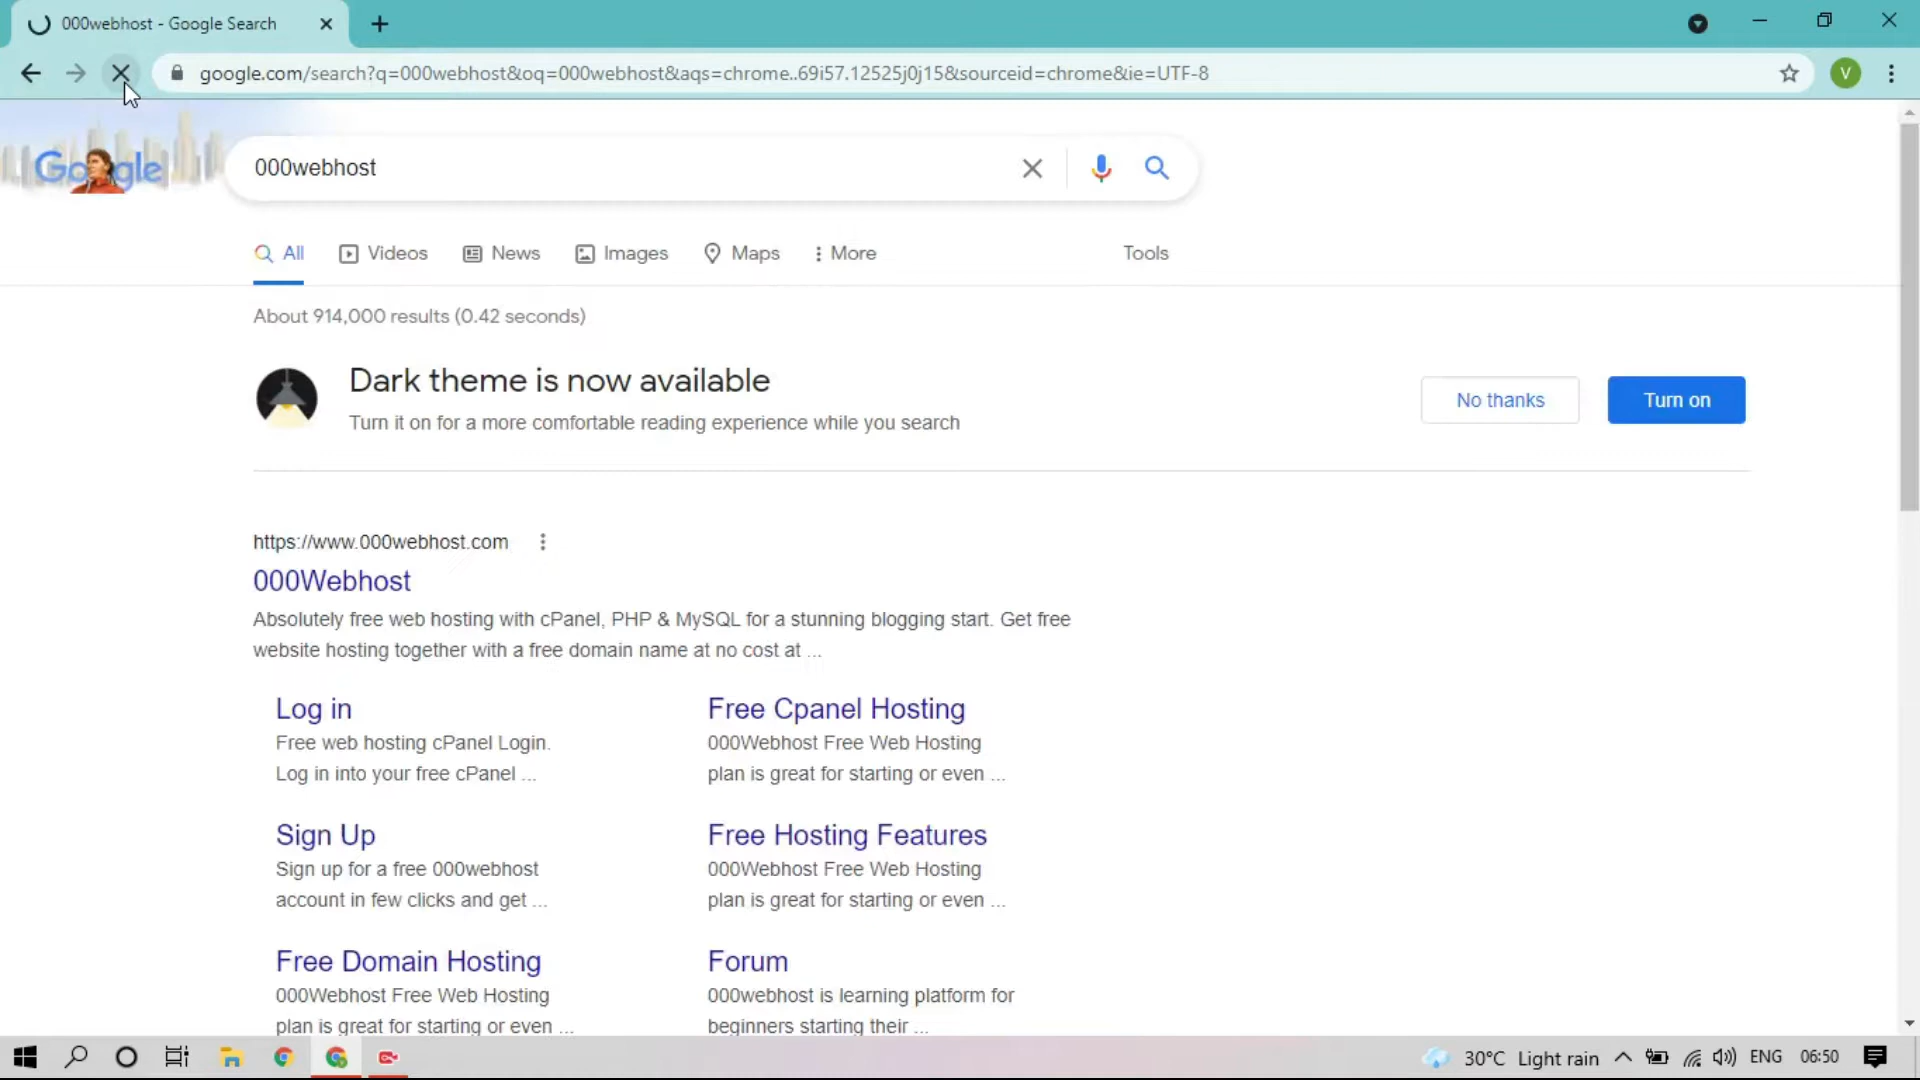 000webhost - Google Search
google.com/search?q=000webhost&oq=000webhost&aqs=chrome..69i57.12525j0j15&sourceid=chrome&ie=UTF-8
V
Google
000webhost
All
Videos
News
Images
Maps
More
Tools
About 914,000 results (0.42 seconds)
Dark theme is now available
Turn it on for a more comfortable reading experience while you search
No thanks
Turn on
https://www.000webhost.com
000Webhost
Absolutely free web hosting with cPanel, PHP & MySQL for a stunning blogging start. Get free
website hosting together with a free domain name at no cost at ...
Log in
Free web hosting cPanel Login.
Log in into your free cPanel ...
Free Cpanel Hosting
000Webhost Free Web Hosting
plan is great for starting or even ...
Sign Up
Sign up for a free 000webhost
account in few clicks and get ...
Free Hosting Features
000Webhost Free Web Hosting
plan is great for starting or even ...
Free Domain Hosting
000Webhost Free Web Hosting
plan is great for starting or even ...
Forum
000webhost is learning platform for
beginners starting their ...
30°C Light rain
ENG
06:50